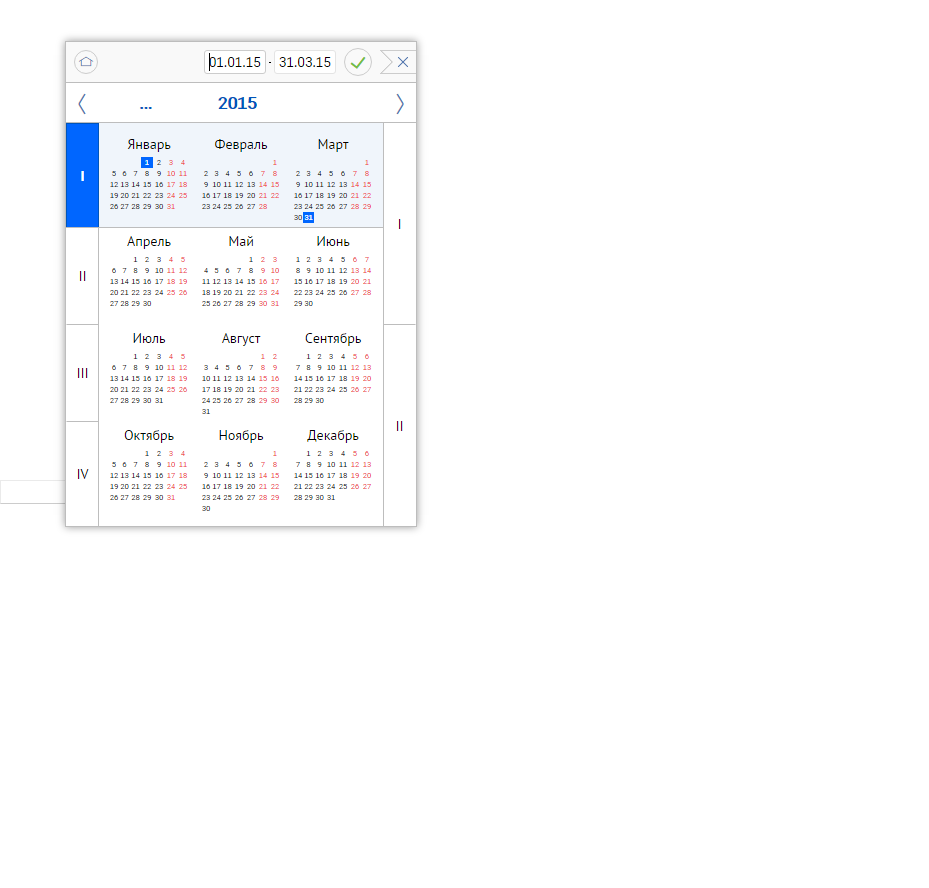 01.01.15 - 31.03.15
... 2015
Январь Февраль Март
1 2 3 4 1 1
5 6 7 8 9 10 11 2 3 4 5 6 7 8 2 3 4 5 6 7 8
I 12 13 14 15 16 17 18 9 10 11 12 13 14 15 9 10 11 12 13 14 15
19 20 21 22 23 24 25 16 17 18 19 20 21 22 16 17 18 19 20 21 22
26 27 28 29 30 31 23 24 25 26 27 28 23 24 25 26 27 28 29
30 31
I
Апрель Май Июнь
1 2 3 4 5 1 2 3 1 2 3 4 5 6 7
6 7 8 9 10 11 12 4 5 6 7 8 9 10 8 9 10 11 12 13 14
II 13 14 15 16 17 18 19 11 12 13 14 15 16 17 15 16 17 18 19 20 21
20 21 22 23 24 25 26 18 19 20 21 22 23 24 22 23 24 25 26 27 28
27 28 29 30 25 26 27 28 29 30 31 29 30
Июль Август Сентябрь
1 2 3 4 5 1 2 1 2 3 4 5 6
6 7 8 9 10 11 12 3 4 5 6 7 8 9 7 8 9 10 11 12 13
III 13 14 15 16 17 18 19 10 11 12 13 14 15 16 14 15 16 17 18 19 20
20 21 22 23 24 25 26 17 18 19 20 21 22 23 21 22 23 24 25 26 27
27 28 29 30 31 24 25 26 27 28 29 30 28 29 30
31
II
Октябрь Ноябрь Декабрь
1 2 3 4 1 1 2 3 4 5 6
5 6 7 8 9 10 11 2 3 4 5 6 7 8 7 8 9 10 11 12 13
IV 12 13 14 15 16 17 18 9 10 11 12 13 14 15 14 15 16 17 18 19 20
19 20 21 22 23 24 25 16 17 18 19 20 21 22 21 22 23 24 25 26 27
26 27 28 29 30 31 23 24 25 26 27 28 29 28 29 30 31
30